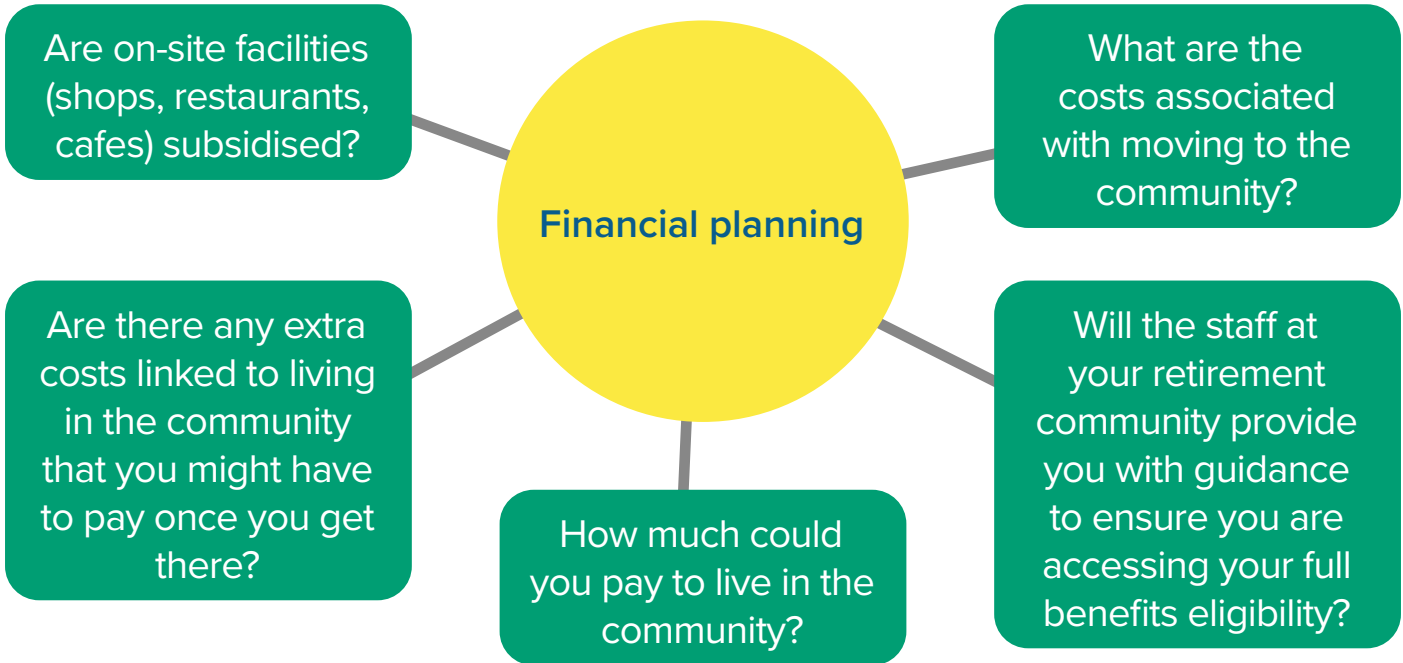 Are on-site facilities
(shops, restaurants,
cafes) subsidised?
What are the
costs associated
with moving to the
community?
Financial planning
Are there any extra
costs linked to living
in the community
that you might have
to pay once you get
there?
How much could
you pay to live in the
community?
Will the staff at
your retirement
community provide
you with guidance
to ensure you are
accessing your full
benefits eligibility?